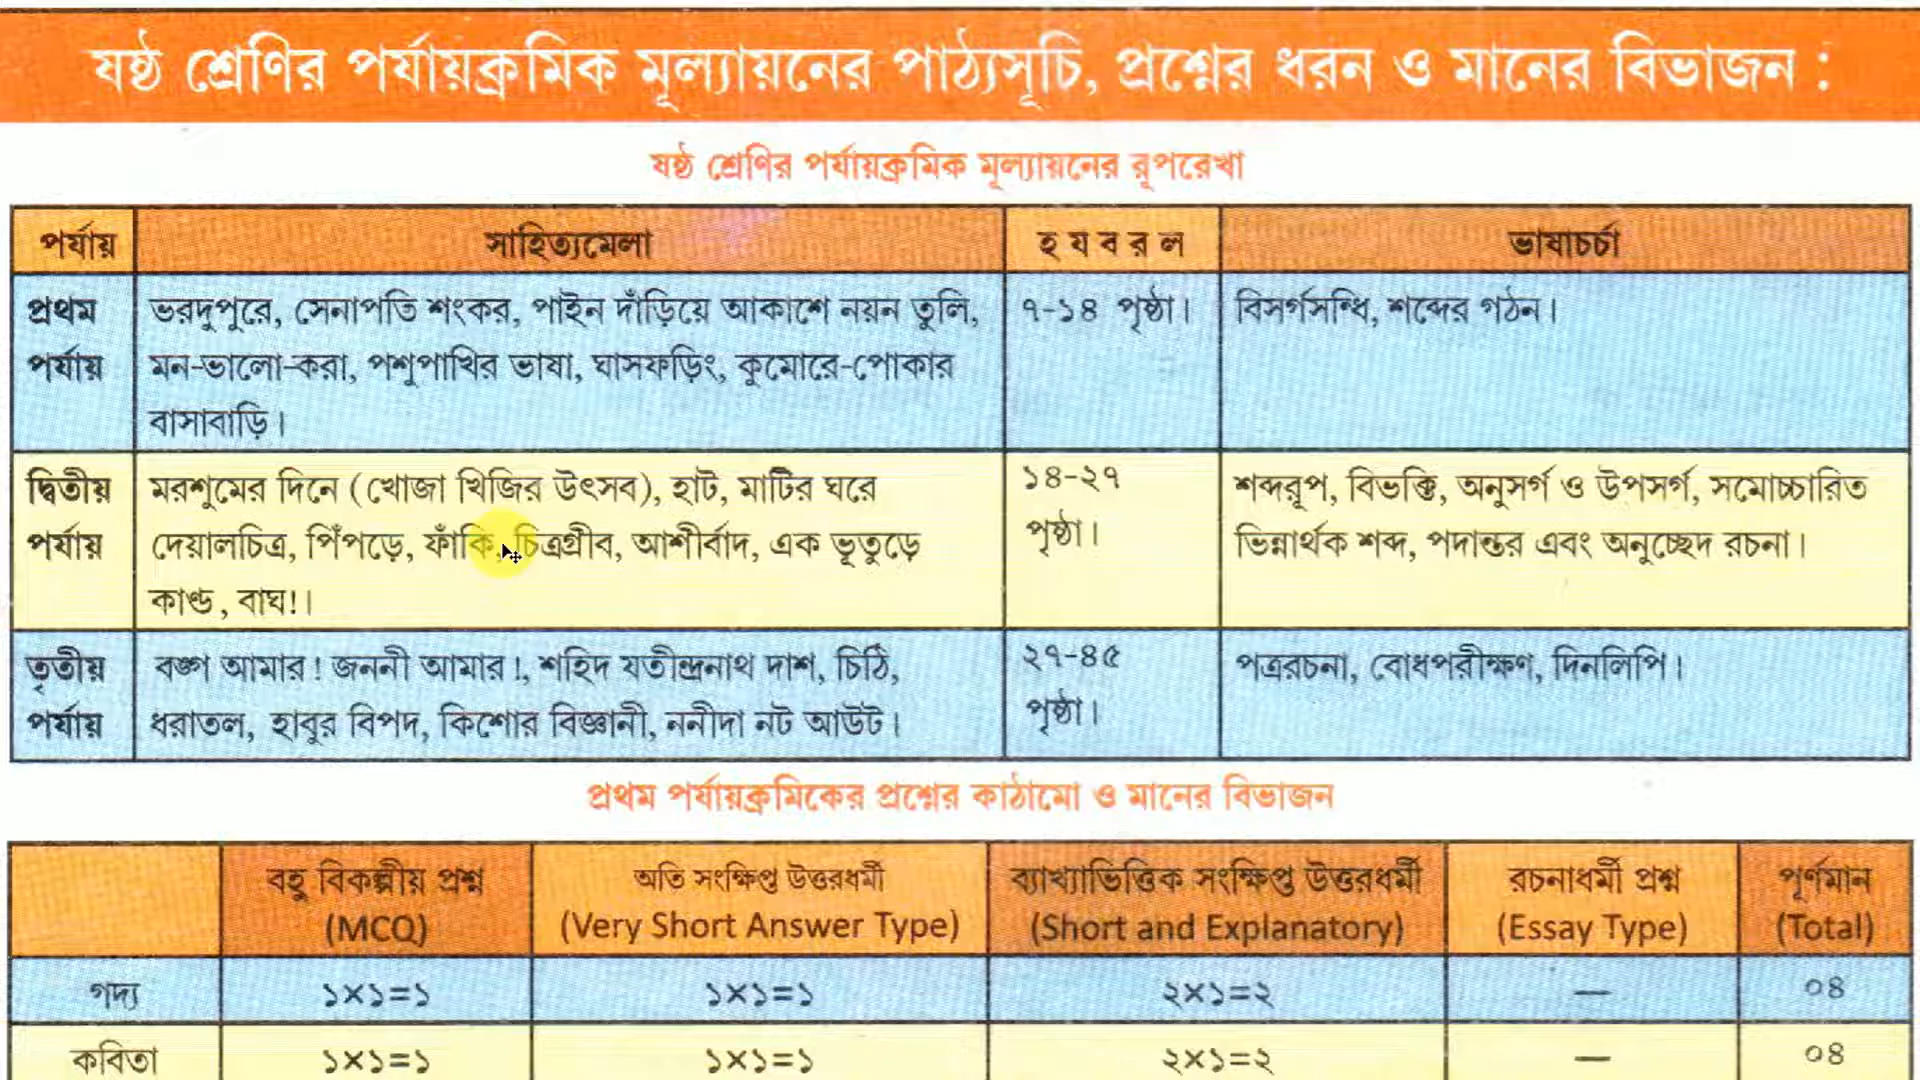 ষষ্ঠ শ্রেণির পর্যায়ক্রমিক মূল্যায়নের পাঠ্যসূচি, প্রশ্নের ধরন ও মানের বিভাজন :
ষষ্ঠ শ্রেণির পর্যায়ক্রমিক মূল্যায়নের রূপরেখা
পর্যায় সাহিত্যমেলা হ য ব র ল ভাষাচর্চা
প্রথম ভরদুপুরে, সেনাপতি শংকর, পাইন দাঁড়িয়ে আকাশে নয়ন তুলি, ৭-১৪ পৃষ্ঠা। বিসর্গসন্ধি, শব্দের গঠন।
পর্যায় মন-ভালো-করা, পশুপাখির ভাষা, ঘাসফড়িং, কুমোরে-পোকার
বাসাবাড়ি।
দ্বিতীয় মরশুমের দিনে (খোজা খিজির উৎসব), হাট, মাটির ঘরে ১৪-২৭ শব্দরূপ, বিভক্তি, অনুসর্গ ও উপসর্গ, সমোচ্চারিত
পর্যায় দেয়ালচিত্র, পিঁপড়ে, ফাঁকি, চিত্রগ্রীব, আশীর্বাদ, এক ভূতুড়ে পৃষ্ঠা। ভিন্নার্থক শব্দ, পদান্তর এবং অনুচ্ছেদ রচনা।
কাণ্ড, বাঘ!।
তৃতীয় বঙ্গ আমার! জননী আমার!, শহিদ যতীন্দ্রনাথ দাশ, চিঠি, ২৭-৪৫ পত্ররচনা, বোধপরীক্ষণ, দিনলিপি।
পর্যায় ধরাতল, হাবুর বিপদ, কিশোর বিজ্ঞানী, ননীদা নট আউট। পৃষ্ঠা।
প্রথম পর্যায়ক্রমিকের প্রশ্নের কাঠামো ও মানের বিভাজন
বহু বিকল্পীয় প্রশ্ন অতি সংক্ষিপ্ত উত্তরধর্মী ব্যাখ্যাভিত্তিক সংক্ষিপ্ত উত্তরধর্মী রচনাধর্মী প্রশ্ন পূর্ণমান
(MCQ) (Very Short Answer Type) (Short and Explanatory) (Essay Type) (Total)
গদ্য ১×১=১ ১×১=১ ২×১=২ — ০৪
কবিতা ১×১=১ ১×১=১ ২×১=২ — ০৪